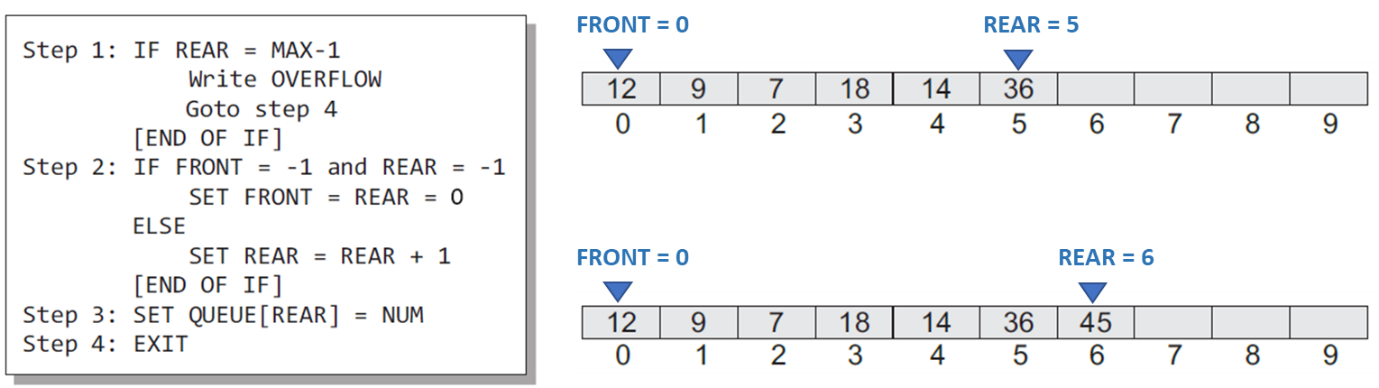 Step 1: IF REAR = MAX-1
Write OVERFLOW
Goto step 4
[END OF IF]
Step 2: IF FRONT = -1 and REAR = -1
SET FRONT = REAR = 0
ELSE
SET REAR = REAR + 1
[END OF IF]
Step 3: SET QUEUE[REAR] = NUM
Step 4: EXIT
FRONT = 0 REAR = 5
12 9 7 18 14 36
0 1 2 3 4 5 6 7 8 9
FRONT = 0 REAR = 6
12 9 7 18 14 36 45
0 1 2 3 4 5 6 7 8 9